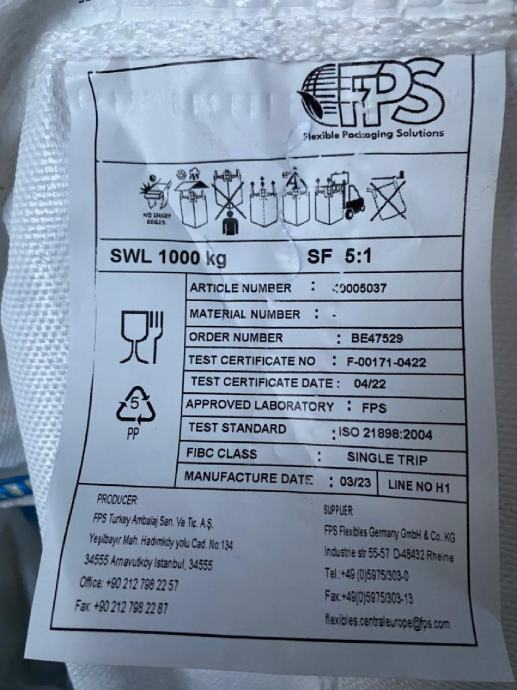 FPS
Flexible Packaging Solutions
NO SHARP
EDGES
SWL 1000 kg SF 5:1
ARTICLE NUMBER :
MATERIAL NUMBER : -
ORDER NUMBER : BE47529
TEST CERTIFICATE NO : F-00171-0422
TEST CERTIFICATE DATE : 04/22
APPROVED LABORATORY : FPS
TEST STANDARD : ISO 21898:2004
FIBC CLASS : SINGLE TRIP
MANUFACTURE DATE : 03/23 LINE NO H1
5
PP
PRODUCER:
FPS Turkey Ambalaj San. Ve Tic. A.Ş.
Yeşilbayır Mah. Hadımköy yolu Cad. No:134
34555 Arnavutköy Istanbul, 34555
Office: +90 212 798 22 57
Fax: +90 212 798 22 87
SUPPLIER:
FPS Flexibles Germany GmbH & Co. KG
Industrie str 55-57 D-48432 Rheine
Tel.:+49 (0)5975/303-0
Fax:+49(0)5975/303-13
flexibles.centraleurope@fps.com